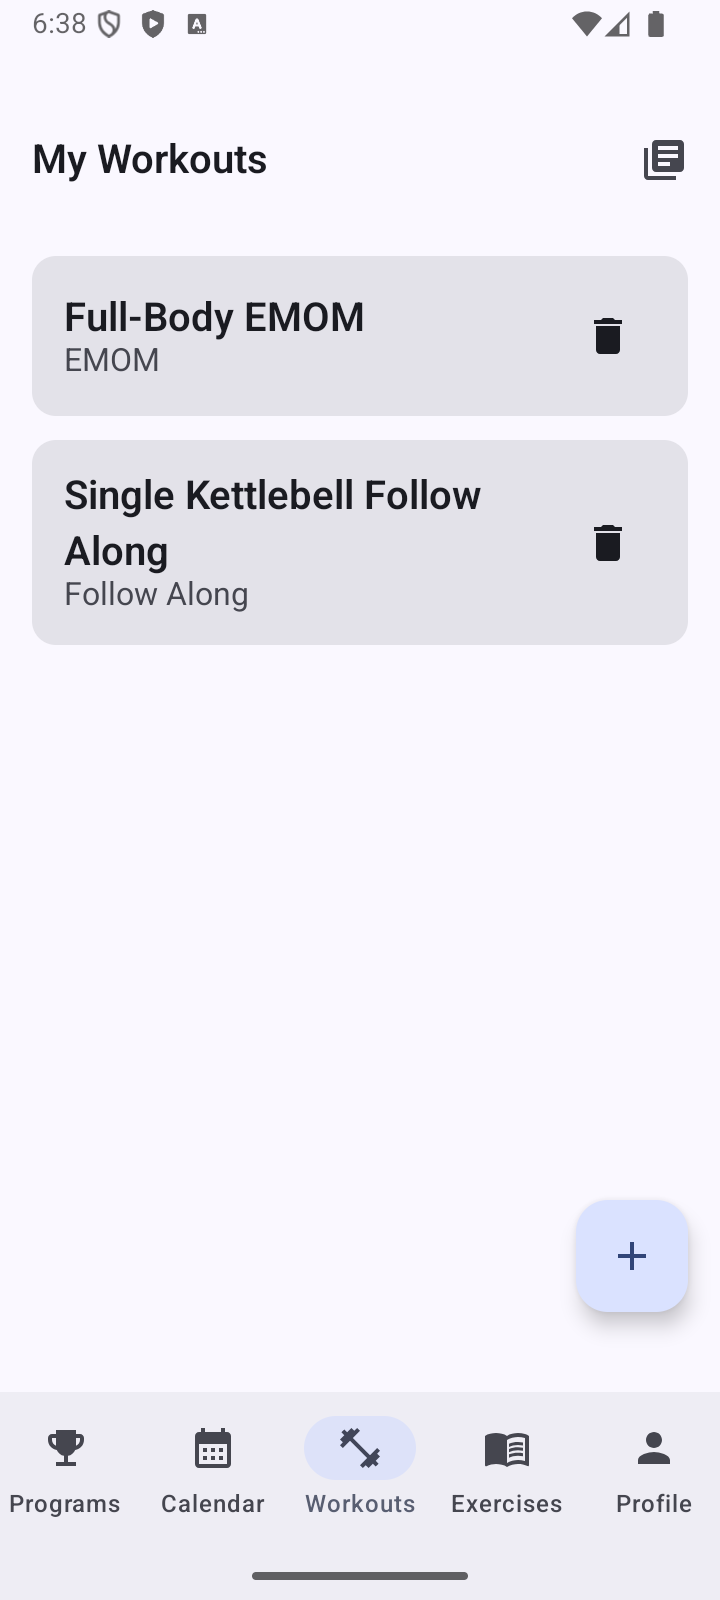 6:38
My Workouts
Full-Body EMOM
EMOM
Single Kettlebell Follow
Along
Follow Along
Programs
Calendar
Workouts
Exercises
Profile